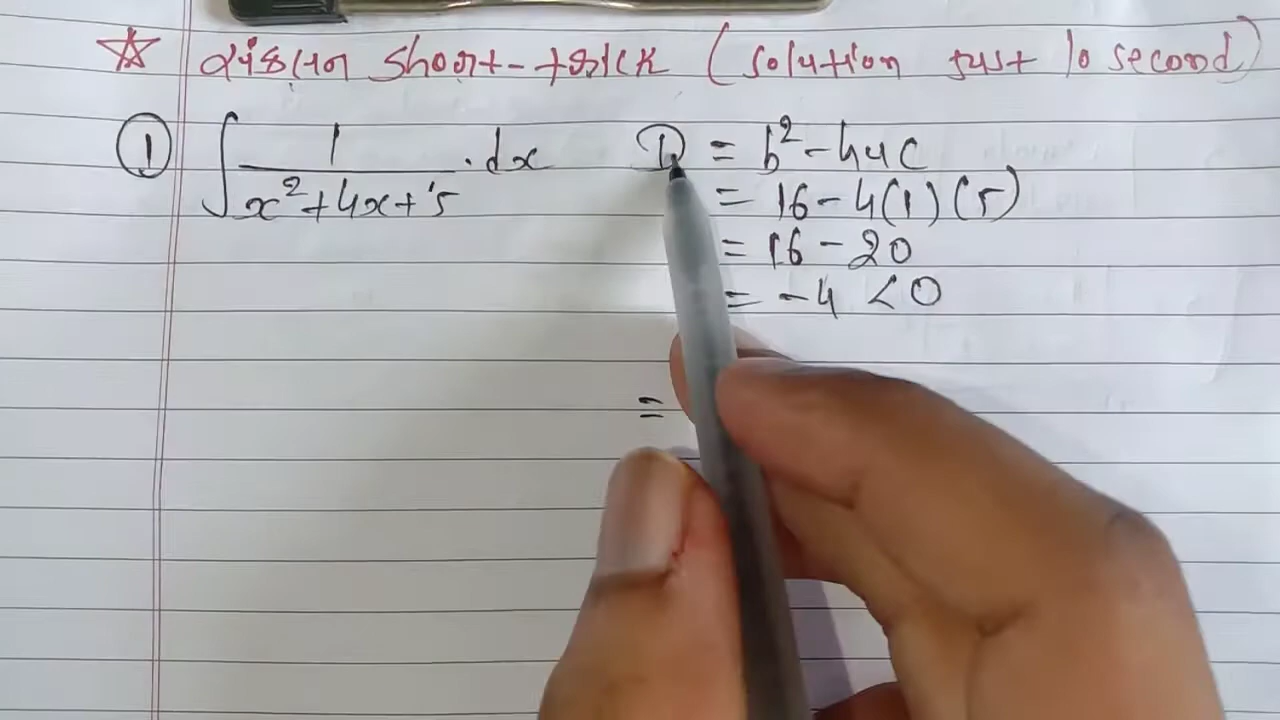 ☆ સંકલન short-trick (solution just 10 second)
① ∫ 1/(x²+4x+5) .dx D = b²-4ac
= 16-4(1)(5)
= 16-20
= -4 <0
=